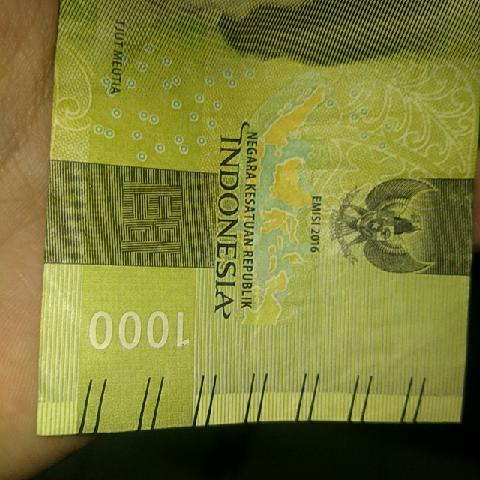 TJUT MEUTIA
NEGARA KESATUAN REPUBLIK
INDONESIA
EMISI 2016
1000